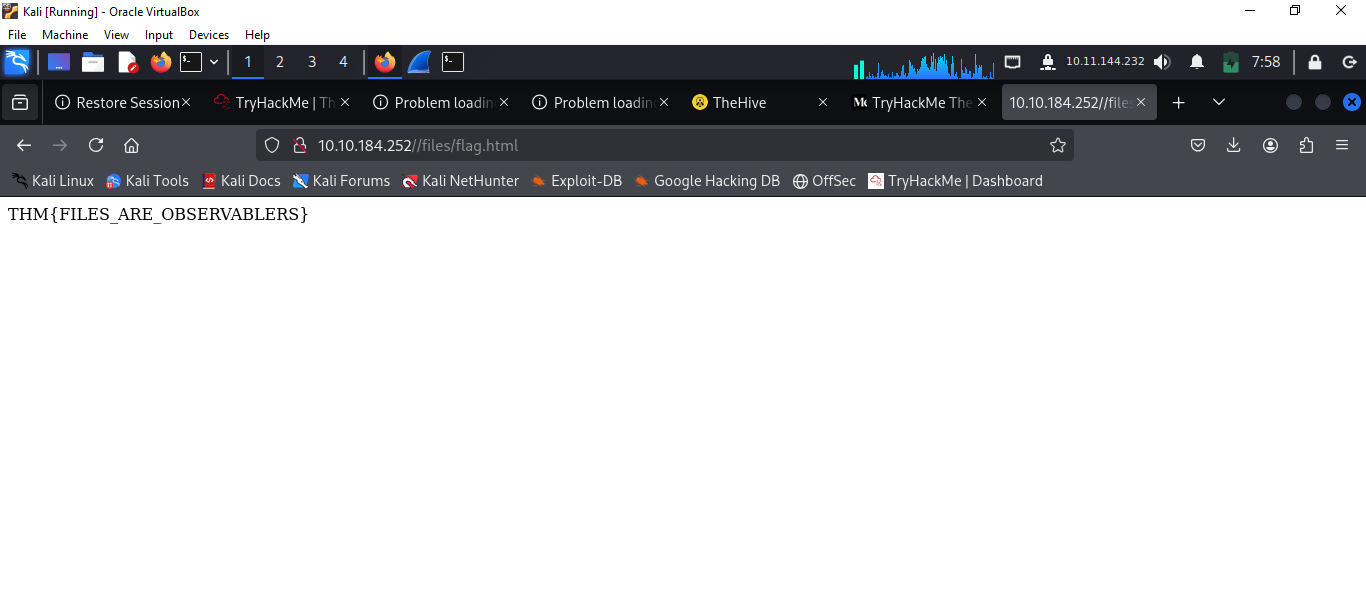 Kali [Running] - Oracle VirtualBox
File Machine View Input Devices Help
1 2 3 4 10.11.144.232 7:58
Restore Session TryHackMe | Th Problem loadin Problem loadin TheHive TryHackMe The 10.10.184.252//files
10.10.184.252//files/flag.html
Kali Linux Kali Tools Kali Docs Kali Forums Kali NetHunter Exploit-DB Google Hacking DB OffSec TryHackMe | Dashboard
THM{FILES_ARE_OBSERVABLERS}